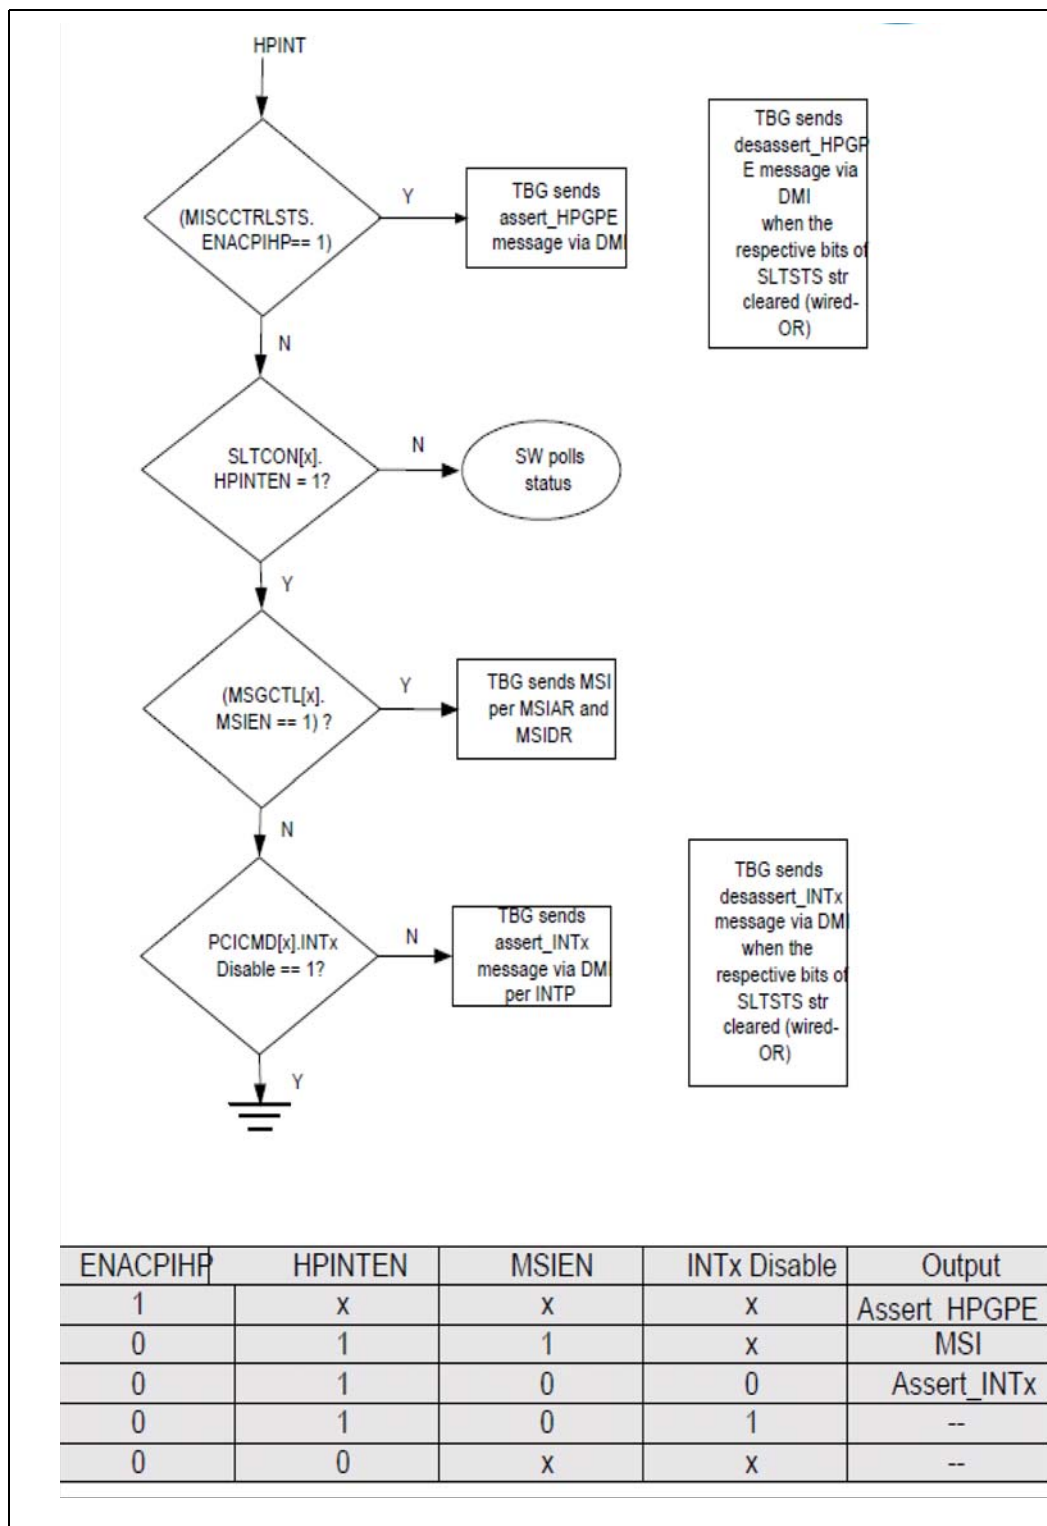 HPINT
(MISCCTRLSTS.
ENACPIHP== 1)
Y
TBG sends
assert_HPGPE
message via DMI
TBG sends
desassert_HPGP
E message via
DMI
when the
respective bits of
SLTSTS str
cleared (wired-
OR)
N
SLTCON[x].
HPINTEN = 1?
N
SW polls
status
Y
(MSGCTL[x].
MSIEN == 1) ?
Y
TBG sends MSI
per MSIAR and
MSIDR
N
PCICMD[x].INTx
Disable == 1?
N
TBG sends
assert_INTx
message via DMI
per INTP
TBG sends
desassert_INTx
message via DMI
when the
respective bits of
SLTSTS str
cleared (wired-
OR)
Y
ENACPIHP HPINTEN MSIEN INTx Disable Output
1 x x x Assert_HPGPE
0 1 1 x MSI
0 1 0 0 Assert_INTx
0 1 0 1 --
0 0 x x --